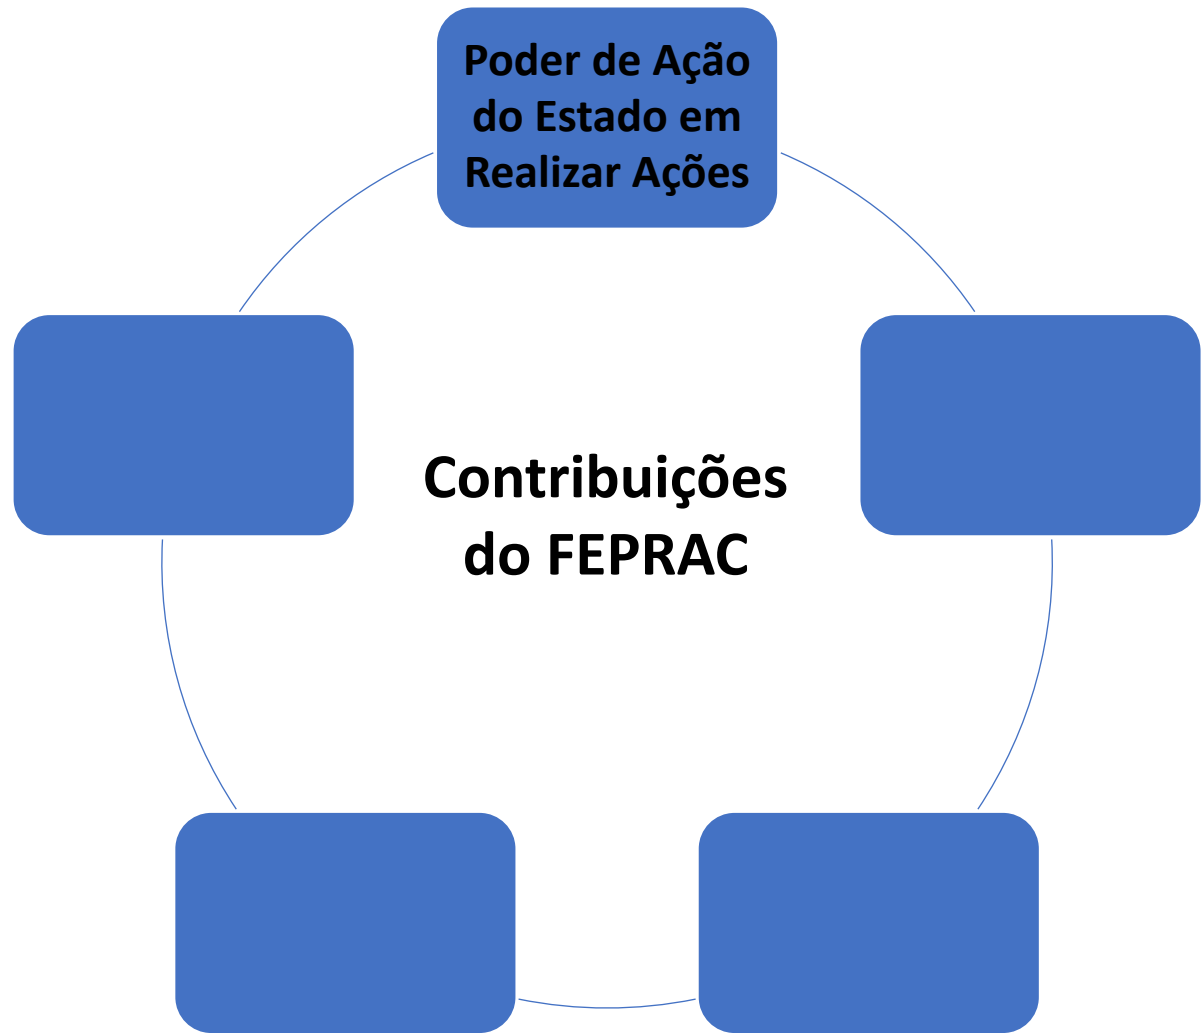 Poder de Ação
do Estado em
Realizar Ações
Contribuições
do FEPRAC